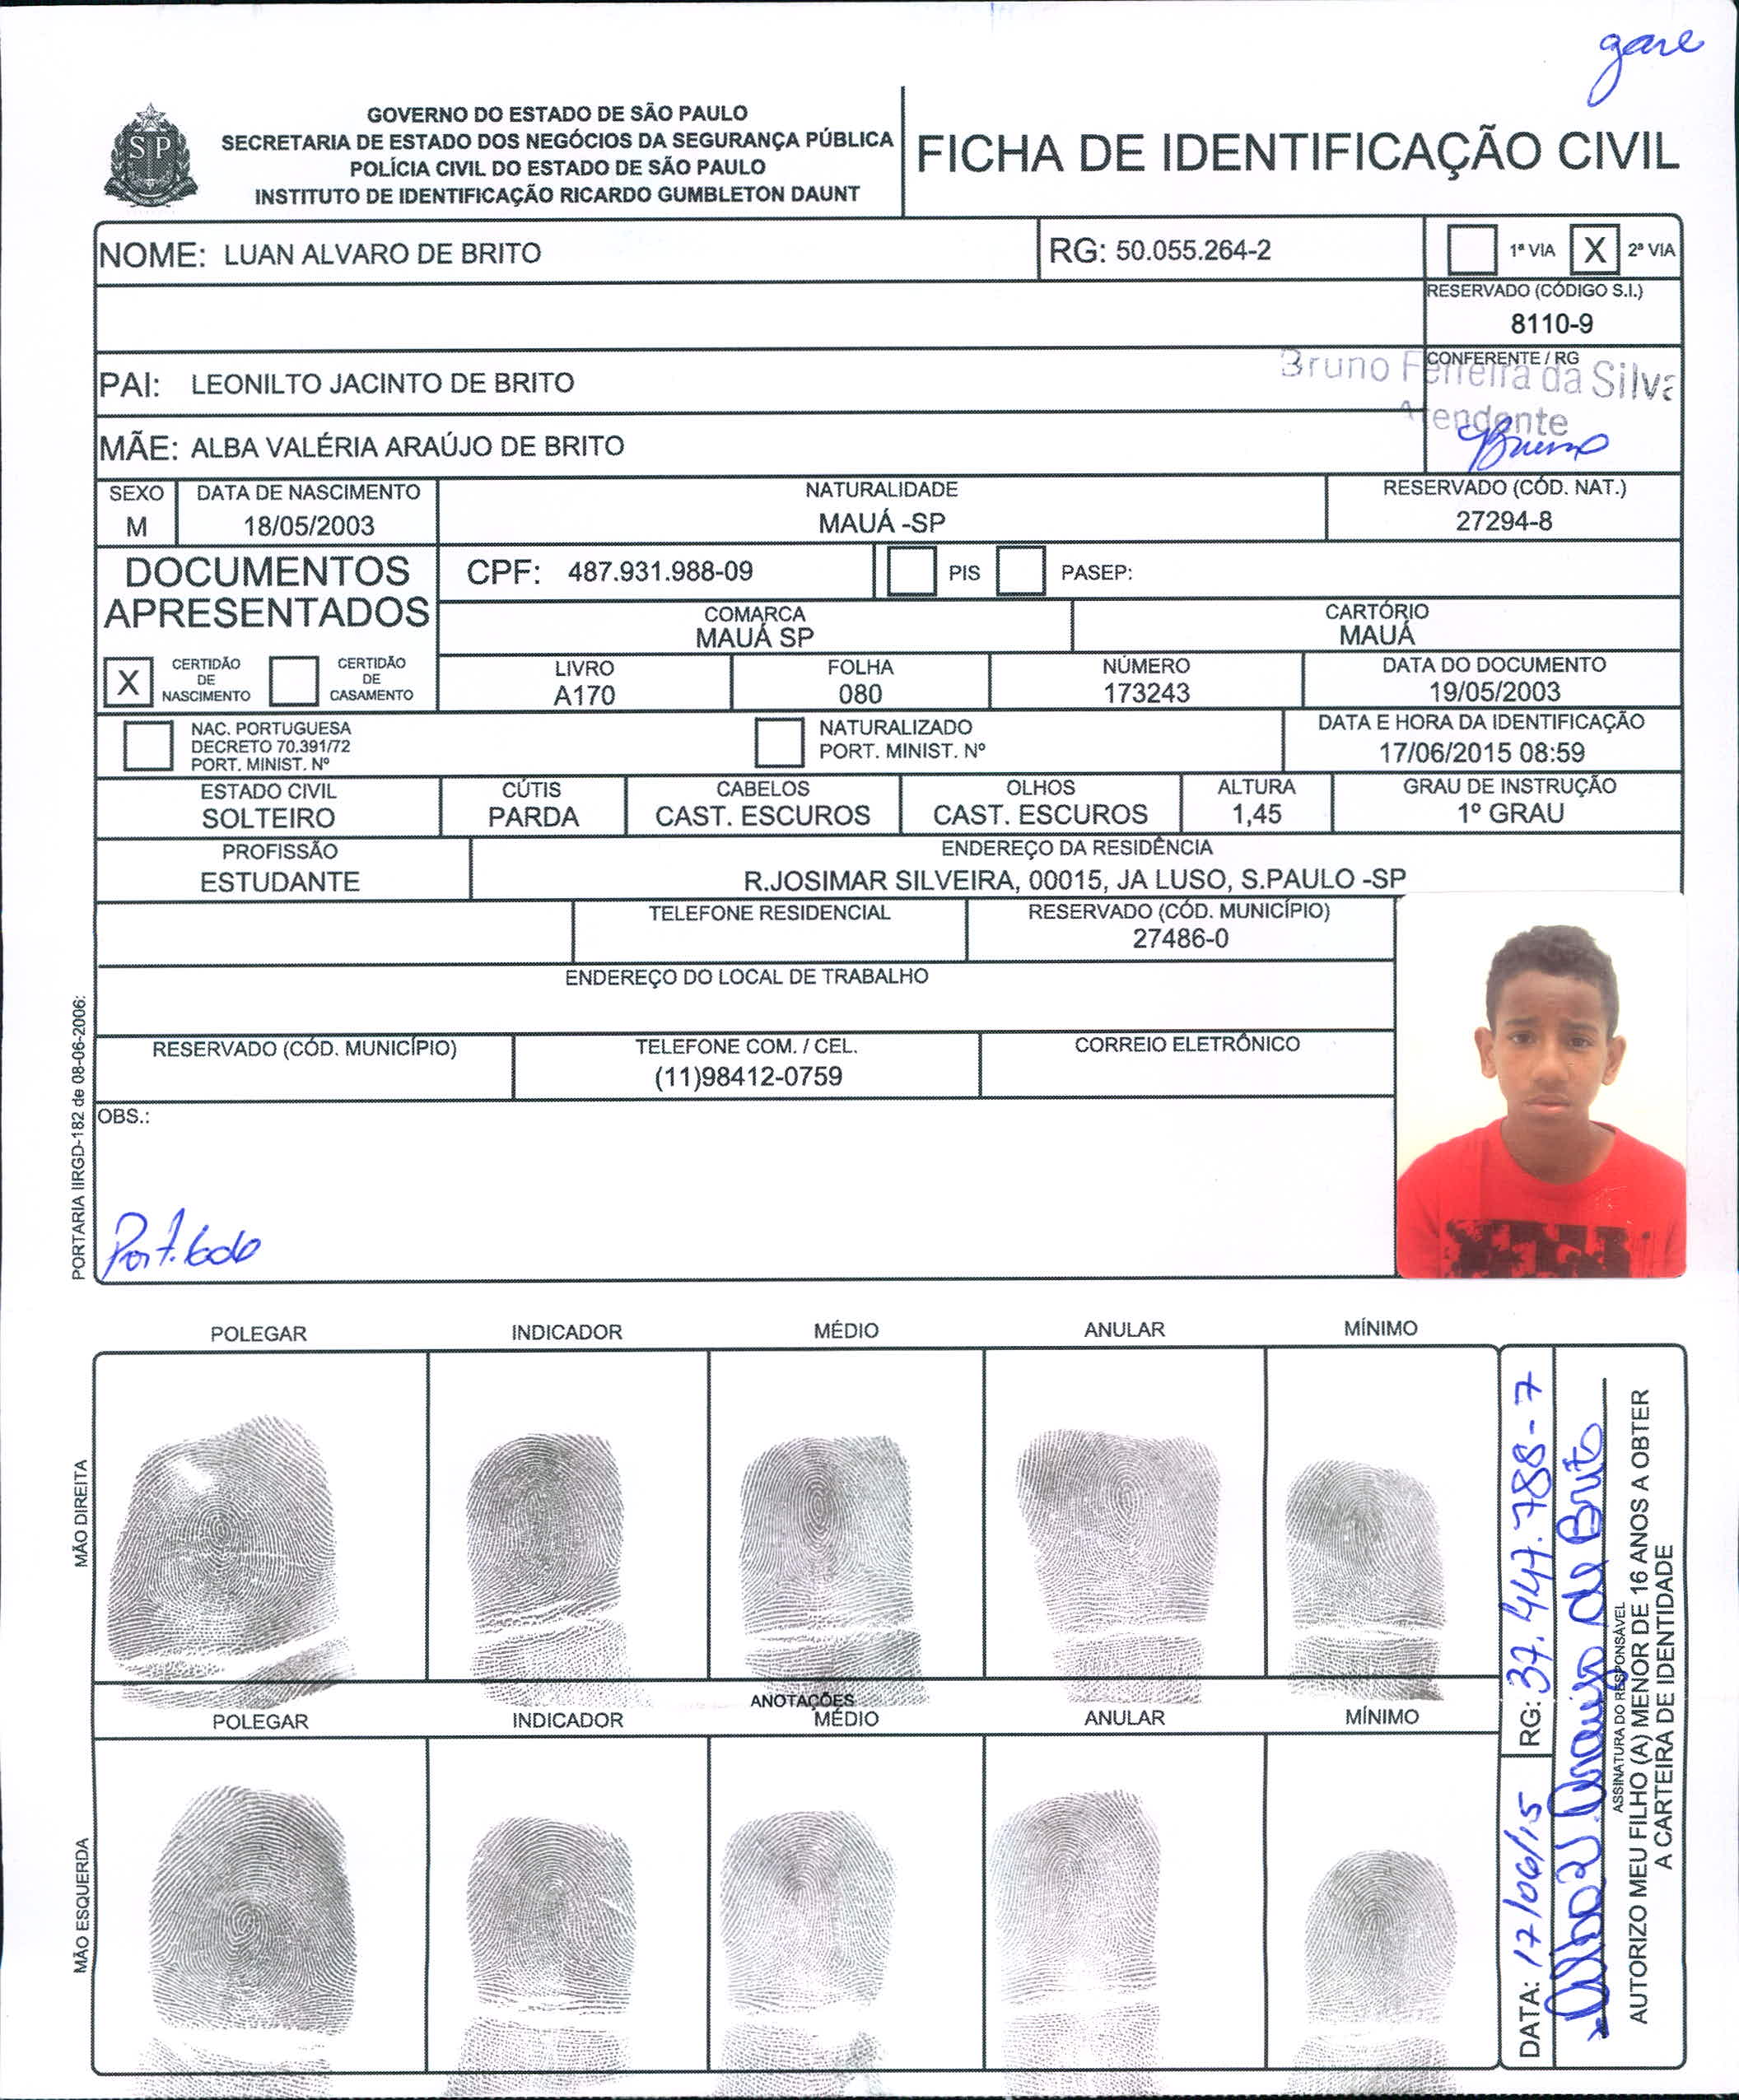 gare
GOVERNO DO ESTADO DE SÃO PAULO
SECRETARIA DE ESTADO DOS NEGÓCIOS DA SEGURANÇA PÚBLICA
POLÍCIA CIVIL DO ESTADO DE SÃO PAULO
INSTITUTO DE IDENTIFICAÇÃO RICARDO GUMBLETON DAUNT
SP
FICHA DE IDENTIFICAÇÃO CIVIL
NOME: LUAN ALVARO DE BRITO
RG: 50.055.264-2
1ª VIA X 2ª VIA
RESERVADO (CÓDIGO S.I.)
8110-9
PAI: LEONILTO JACINTO DE BRITO
CONFERENTE / RG
Bruno Ferreira da Silva
Atendente
Bruno
MÃE: ALBA VALÉRIA ARAÚJO DE BRITO
SEXO DATA DE NASCIMENTO NATURALIDADE RESERVADO (CÓD. NAT.)
M 18/05/2003 MAUÁ -SP 27294-8
DOCUMENTOS
APRESENTADOS
CPF: 487.931.988-09 PIS PASEP:
COMARCA CARTÓRIO
MAUÁ SP MAUÁ
X CERTIDÃO DE NASCIMENTO CERTIDÃO DE CASAMENTO
LIVRO FOLHA NÚMERO DATA DO DOCUMENTO
A170 080 173243 19/05/2003
NAC. PORTUGUESA
DECRETO 70.391/72
PORT. MINIST. Nº
NATURALIZADO
PORT. MINIST. Nº
DATA E HORA DA IDENTIFICAÇÃO
17/06/2015 08:59
ESTADO CIVIL CÚTIS CABELOS OLHOS ALTURA GRAU DE INSTRUÇÃO
SOLTEIRO PARDA CAST. ESCUROS CAST. ESCUROS 1,45 1º GRAU
PROFISSÃO ENDEREÇO DA RESIDÊNCIA
ESTUDANTE R.JOSIMAR SILVEIRA, 00015, JA LUSO, S.PAULO -SP
TELEFONE RESIDENCIAL RESERVADO (CÓD. MUNICÍPIO)
27486-0
ENDEREÇO DO LOCAL DE TRABALHO
RESERVADO (CÓD. MUNICÍPIO) TELEFONE COM. / CEL. CORREIO ELETRÔNICO
(11)98412-0759
OBS.:
PORTARIA IIRGD-182 de 08-06-2006:
POLEGAR INDICADOR MÉDIO ANULAR MÍNIMO
MÃO DIREITA
ANOTAÇÕES
POLEGAR INDICADOR MÉDIO ANULAR MÍNIMO
MÃO ESQUERDA
DATA: 17/06/15 RG: 37.447.788-7
Alba V. Araujo de Brito
ASSINATURA DO RESPONSÁVEL
AUTORIZO MEU FILHO (A) MENOR DE 16 ANOS A OBTER
A CARTEIRA DE IDENTIDADE